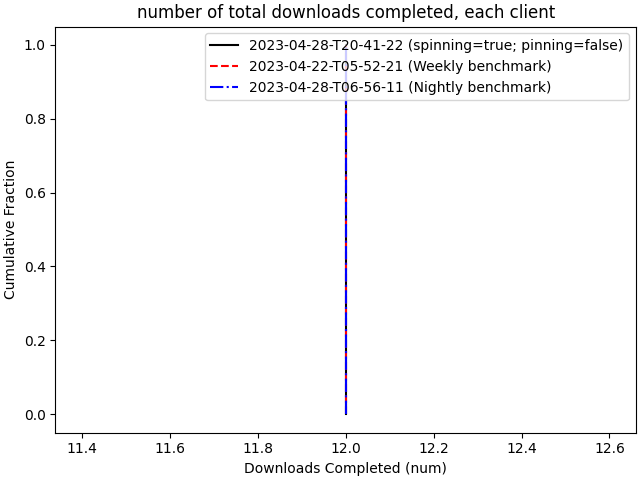 number of total downloads completed, each client
1.0
0.8
0.6
0.4
0.2
0.0
Cumulative Fraction
2023-04-28-T20-41-22 (spinning=true; pinning=false)
2023-04-22-T05-52-21 (Weekly benchmark)
2023-04-28-T06-56-11 (Nightly benchmark)
11.4 11.6 11.8 12.0 12.2 12.4 12.6
Downloads Completed (num)